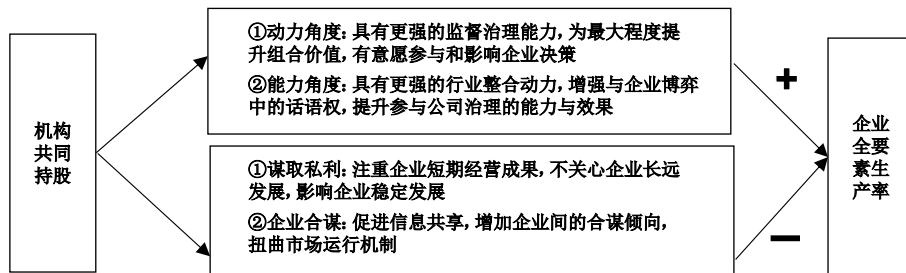 机构
共同
持股
①动力角度：具有更强的监督治理能力，为最大程度提
升组合价值，有意愿参与和影响企业决策
②能力角度：具有更强的行业整合动力，增强与企业博弈
中的话语权，提升参与公司治理的能力与效果
①谋取私利：注重企业短期经营成果，不关心企业长远
发展，影响企业稳定发展
②企业合谋：促进信息共享，增加企业间的合谋倾向，
扭曲市场运行机制
+
−
企业
全要
素生
产率